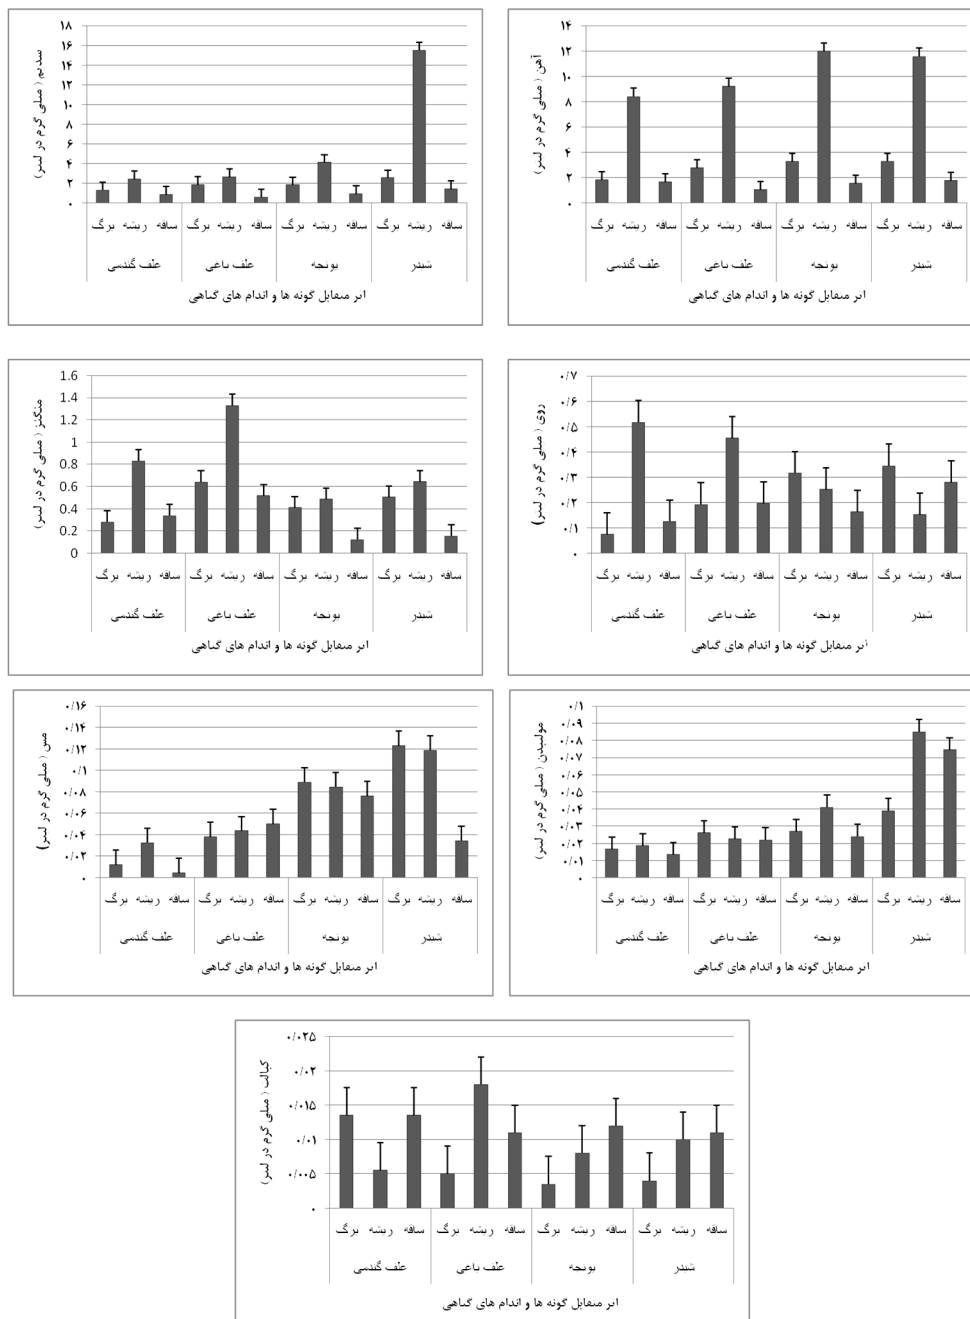 سدیم ( میلی گرم در لیتر)
۱۸
۱۶
۱۴
۱۲
۱۰
۸
۶
۴
۲
۰
برگ ریشه ساقه برگ ریشه ساقه برگ ریشه ساقه برگ ریشه ساقه
علف گندمی علف باغی یونجه شبدر
اثر متقابل گونه ها و اندام های گیاهی
آهن ( میلی گرم در لیتر)
۱۴
۱۲
۱۰
۸
۶
۴
۲
۰
برگ ریشه ساقه برگ ریشه ساقه برگ ریشه ساقه برگ ریشه ساقه
علف گندمی علف باغی یونجه شبدر
اثر متقابل گونه ها و اندام های گیاهی
منگنز ( میلی گرم در لیتر)
1.6
1.4
1.2
1
0.8
0.6
0.4
0.2
0
برگ ریشه ساقه برگ ریشه ساقه برگ ریشه ساقه برگ ریشه ساقه
علف گندمی علف باغی یونجه شبدر
اثر متقابل گونه ها و اندام های گیاهی
روی ( میلی گرم در لیتر)
۰/۷
۰/۶
۰/۵
۰/۴
۰/۳
۰/۲
۰/۱
۰
برگ ریشه ساقه برگ ریشه ساقه برگ ریشه ساقه برگ ریشه ساقه
علف گندمی علف باغی یونجه شبدر
اثر متقابل گونه ها و اندام های گیاهی
مس ( میلی گرم در لیتر)
۰/۱۶
۰/۱۴
۰/۱۲
۰/۱
۰/۰۸
۰/۰۶
۰/۰۴
۰/۰۲
۰
برگ ریشه ساقه برگ ریشه ساقه برگ ریشه ساقه برگ ریشه ساقه
علف گندمی علف باغی یونجه شبدر
اثر متقابل گونه ها و اندام های گیاهی
مولیبدن ( میلی گرم در لیتر)
۰/۱
۰/۰۹
۰/۰۸
۰/۰۷
۰/۰۶
۰/۰۵
۰/۰۴
۰/۰۳
۰/۰۲
۰/۰۱
۰
برگ ریشه ساقه برگ ریشه ساقه برگ ریشه ساقه برگ ریشه ساقه
علف گندمی علف باغی یونجه شبدر
اثر متقابل گونه ها و اندام های گیاهی
کبالت ( میلی گرم در لیتر)
۰/۰۲۵
۰/۰۲
۰/۰۱۵
۰/۰۱
۰/۰۰۵
۰
برگ ریشه ساقه برگ ریشه ساقه برگ ریشه ساقه برگ ریشه ساقه
علف گندمی علف باغی یونجه شبدر
اثر متقابل گونه ها و اندام های گیاهی